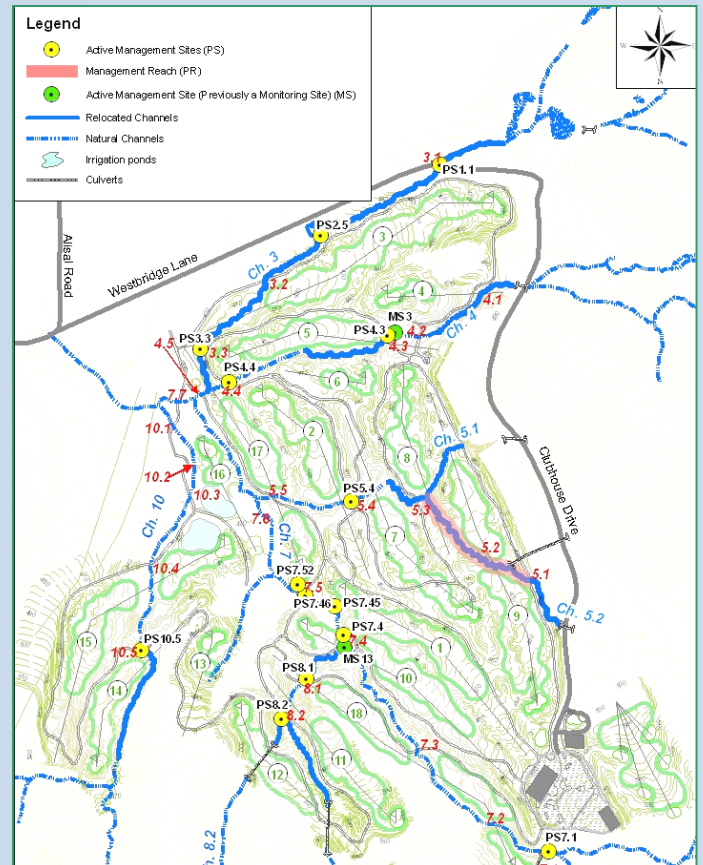 Legend
Active Management Sites (PS)
Management Reach (PR)
Active Management Site (Previously a Monitoring Site) (MS)
Relocated Channels
Natural Channels
Irrigation ponds
Culverts
N
W
S
3.1
PS1.1
PS2.5
Alisal Road
Westbridge Lane
Ch. 3
3
3.2
4
4.1
MS3
4.2
Ch. 4
PS4.3
4.3
5
PS3.3
3.3
4.5
PS4.4
4.4
6
7.7
10.1
2
17
8
Ch. 5.1
Clubhouse Drive
10.2
16
10.3
5.5
PS5.4
5.4
5.3
7.6
Ch. 7
7
5.2
Ch. 10
10.4
PS7.52
7.5
5.1
9
Ch. 5.2
PS7.46
PS7.45
15
PS10.5
10.5
13
PS7.4
7.4
1
MS13
14
PS8.1
8.1
10
PS8.2
8.2
18
7.3
12
11
7.2
h. 8.2
PS7.1